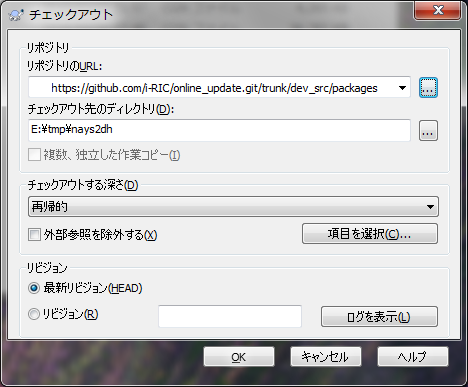 チェックアウト
リポジトリ
リポジトリのURL:
https://github.com/i-RIC/online_update.git/trunk/dev_src/packages
...
チェックアウト先のディレクトリ(D):
E:¥tmp¥nays2dh
...
複数、独立した作業コピー(I)
チェックアウトする深さ(D)
再帰的
外部参照を除外する(X)
項目を選択(C)...
リビジョン
最新リビジョン(HEAD)
リビジョン(R)
ログを表示(L)
OK
キャンセル
ヘルプ